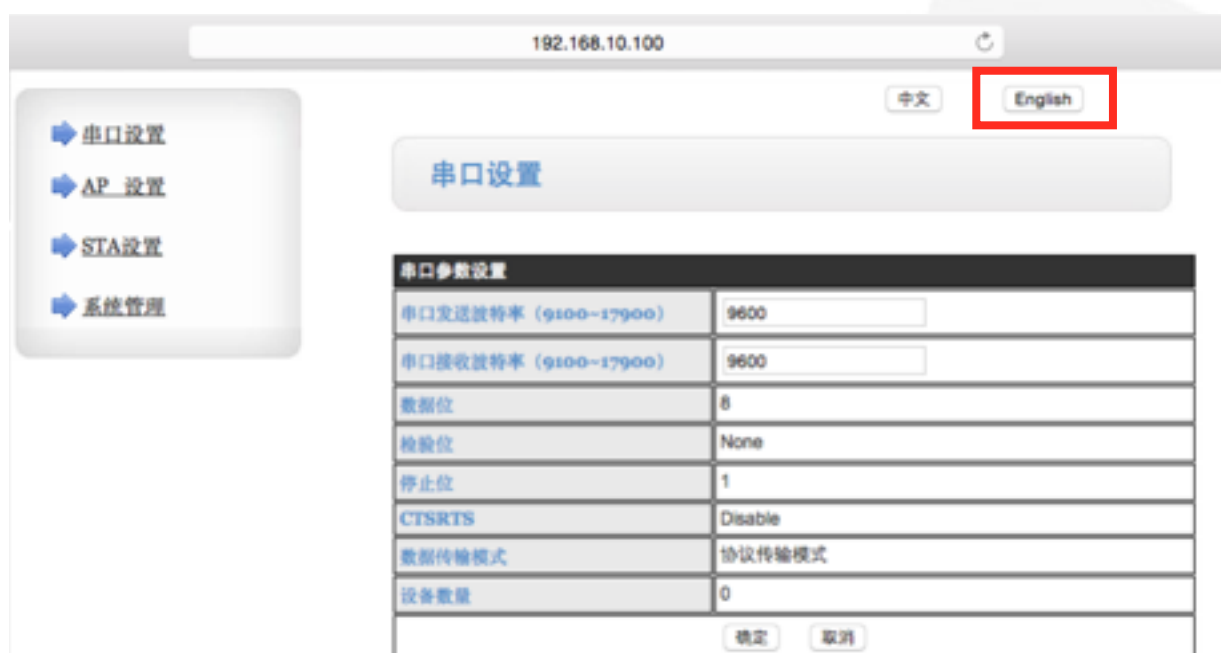 192.168.10.100
中文 English
串口设置
AP 设置
STA设置
系统管理
串口设置
串口参数设置
串口发送波特率（9100~17900） 9600
串口接收波特率（9100~17900） 9600
数据位 8
检验位 None
停止位 1
CTSRTS Disable
数据传输模式 协议传输模式
设备数量 0
确定 取消